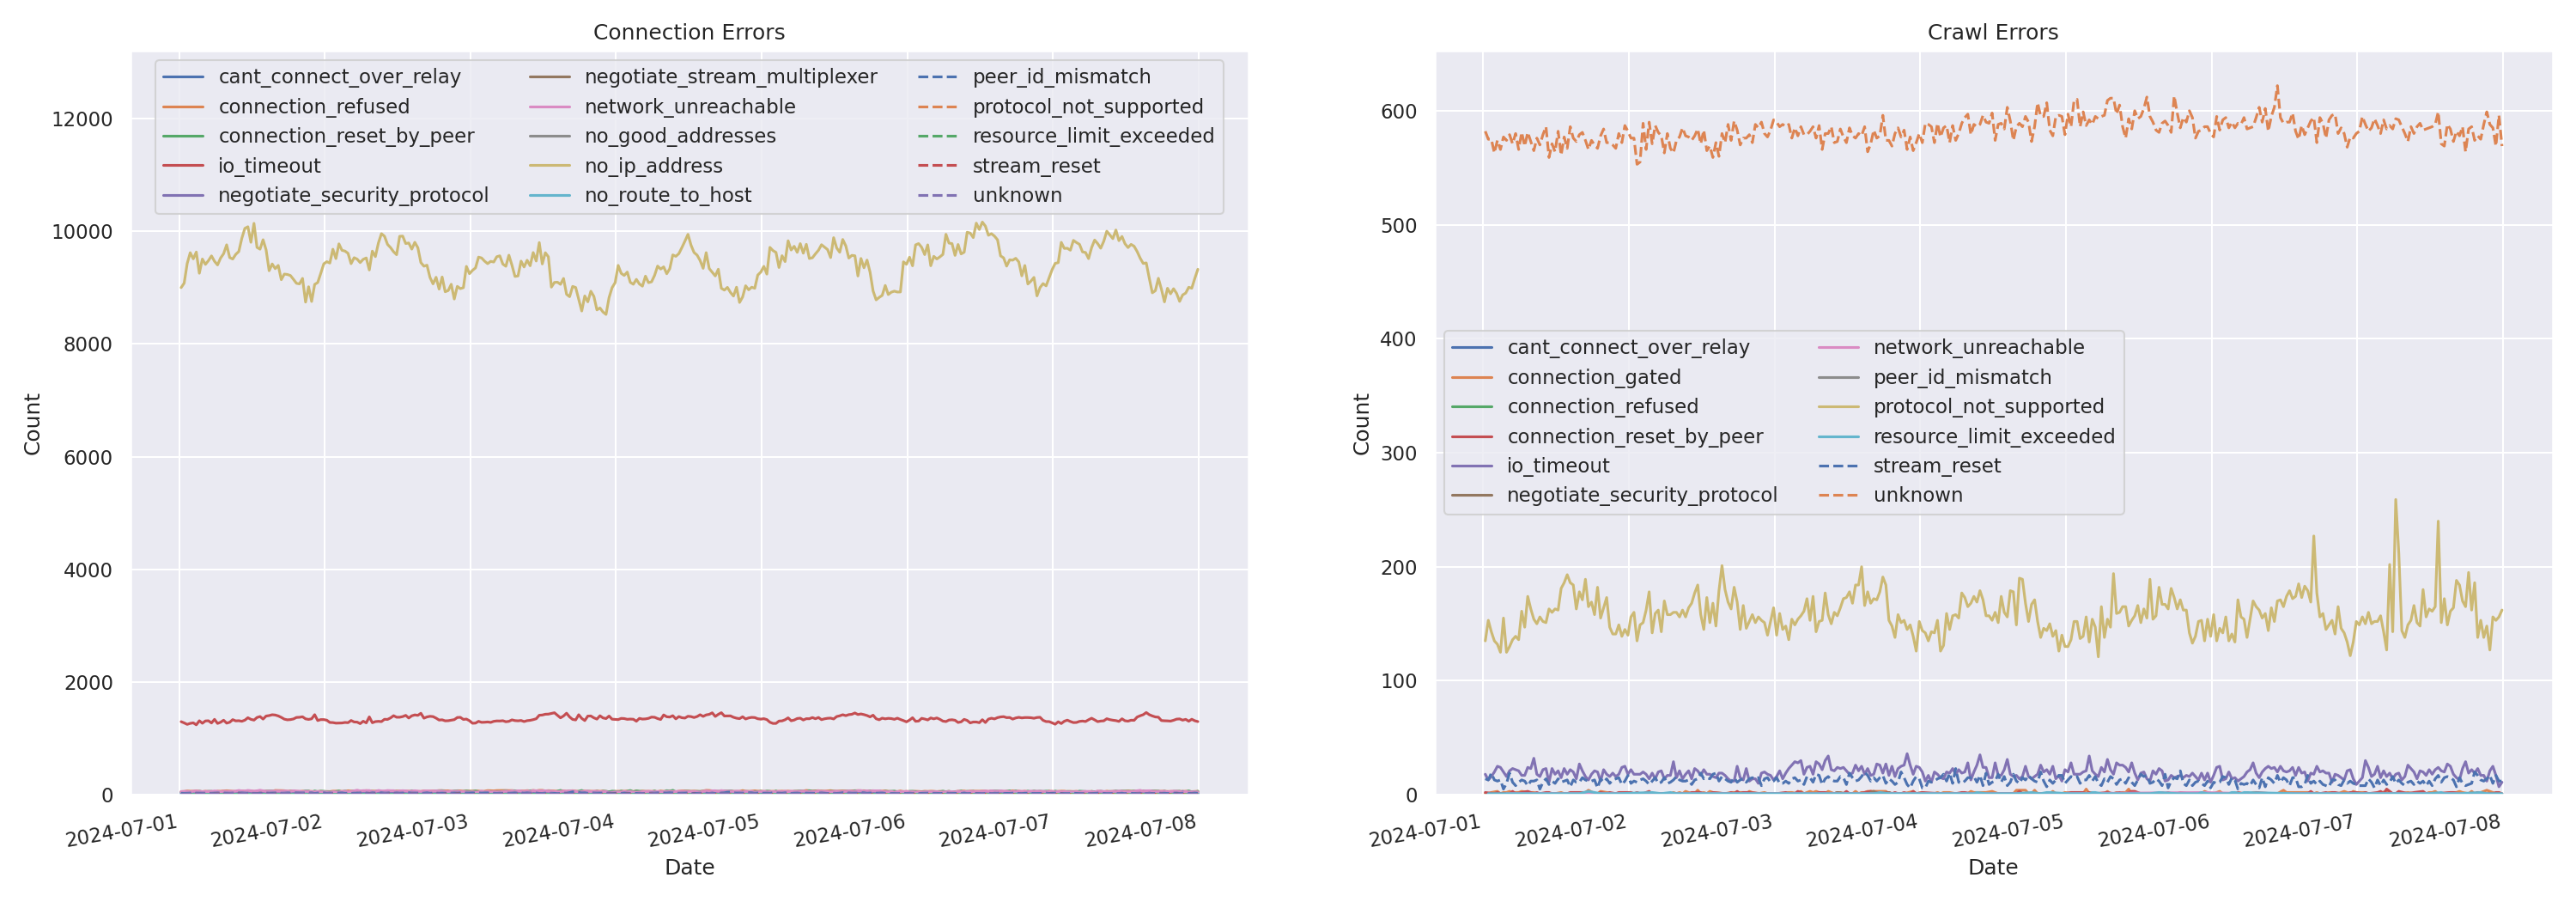 Connection Errors
12000
10000
8000
6000
4000
2000
0
Count
cant_connect_over_relay
connection_refused
connection_reset_by_peer
io_timeout
negotiate_security_protocol
negotiate_stream_multiplexer
network_unreachable
no_good_addresses
no_ip_address
no_route_to_host
peer_id_mismatch
protocol_not_supported
resource_limit_exceeded
stream_reset
unknown
2024-07-01
2024-07-02
2024-07-03
2024-07-04
2024-07-05
2024-07-06
2024-07-07
2024-07-08
Date
Crawl Errors
600
500
400
300
200
100
0
Count
cant_connect_over_relay
connection_gated
connection_refused
connection_reset_by_peer
io_timeout
negotiate_security_protocol
network_unreachable
peer_id_mismatch
protocol_not_supported
resource_limit_exceeded
stream_reset
unknown
2024-07-01
2024-07-02
2024-07-03
2024-07-04
2024-07-05
2024-07-06
2024-07-07
2024-07-08
Date